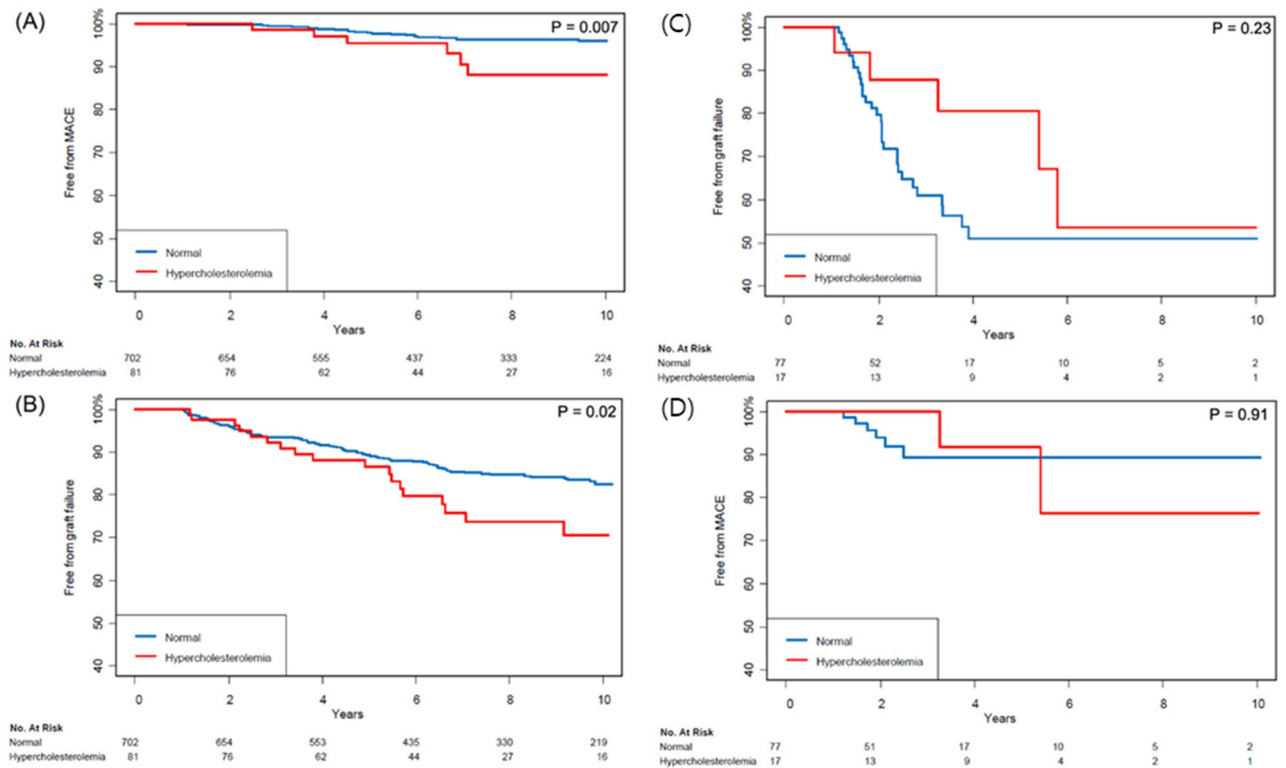 (A)
P = 0.007
100%
90
80
70
60
50
40
Free from MACE
Normal
Hypercholesterolemia
0 2 4 6 8 10
Years
No. At Risk
Normal 702 654 555 437 333 224
Hypercholesterolemia 81 76 62 44 27 16
(B)
P = 0.02
100%
90
80
70
60
50
40
Free from graft failure
Normal
Hypercholesterolemia
0 2 4 6 8 10
Years
No. At Risk
Normal 702 654 553 435 330 219
Hypercholesterolemia 81 76 62 44 27 16
(C)
P = 0.23
100%
90
80
70
60
50
40
Free from graft failure
Normal
Hypercholesterolemia
0 2 4 6 8 10
Years
No. At Risk
Normal 77 52 17 10 5 2
Hypercholesterolemia 17 13 9 4 2 1
(D)
P = 0.91
100%
90
80
70
60
50
40
Free from MACE
Normal
Hypercholesterolemia
0 2 4 6 8 10
Years
No. At Risk
Normal 77 51 17 10 5 2
Hypercholesterolemia 17 13 9 4 2 1